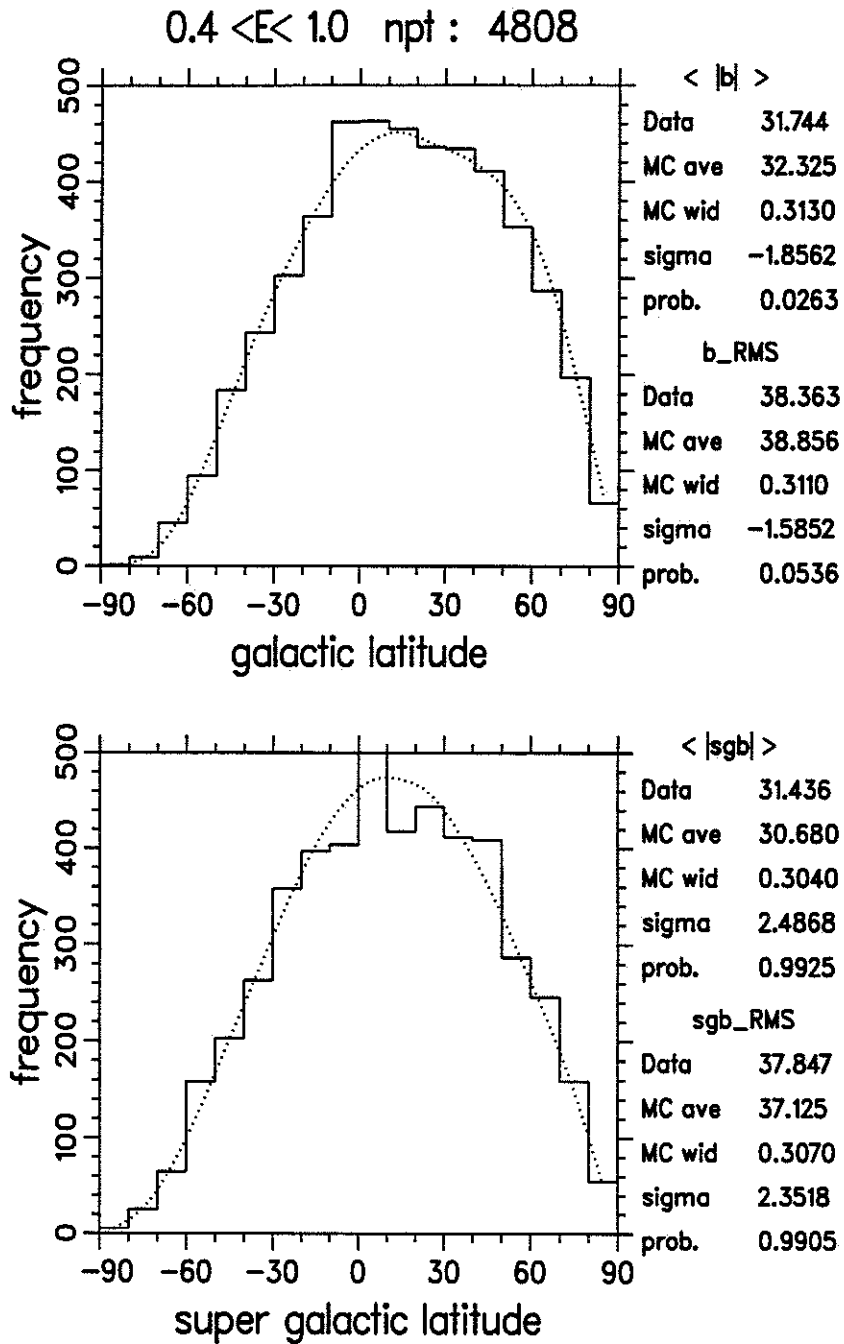 0.4 <E< 1.0 npt : 4808
500
400
300
200
100
0
frequency
-90 -60 -30 0 30 60 90
galactic latitude
< |b| >
Data 31.744
MC ave 32.325
MC wid 0.3130
sigma -1.8562
prob. 0.0263
b_RMS
Data 38.363
MC ave 38.856
MC wid 0.3110
sigma -1.5852
prob. 0.0536
500
400
300
200
100
0
frequency
-90 -60 -30 0 30 60 90
super galactic latitude
< |sgb| >
Data 31.436
MC ave 30.680
MC wid 0.3040
sigma 2.4868
prob. 0.9925
sgb_RMS
Data 37.847
MC ave 37.125
MC wid 0.3070
sigma 2.3518
prob. 0.9905